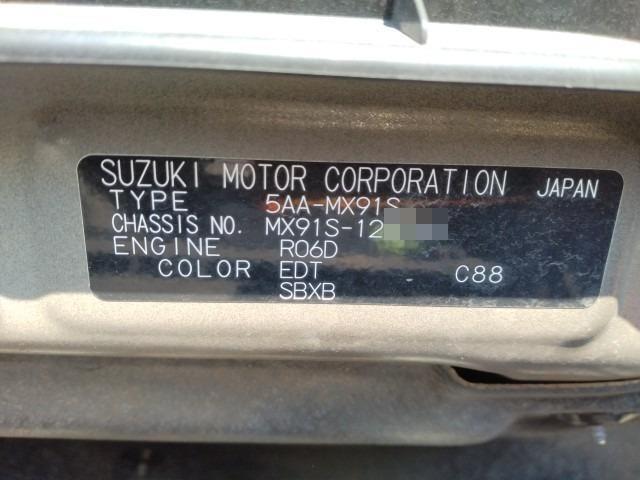 SUZUKI MOTOR CORPORATION JAPAN
TYPE 5AA-MX91S
CHASSIS NO. MX91S-12
ENGINE R06D
COLOR EDT C88
SBXB